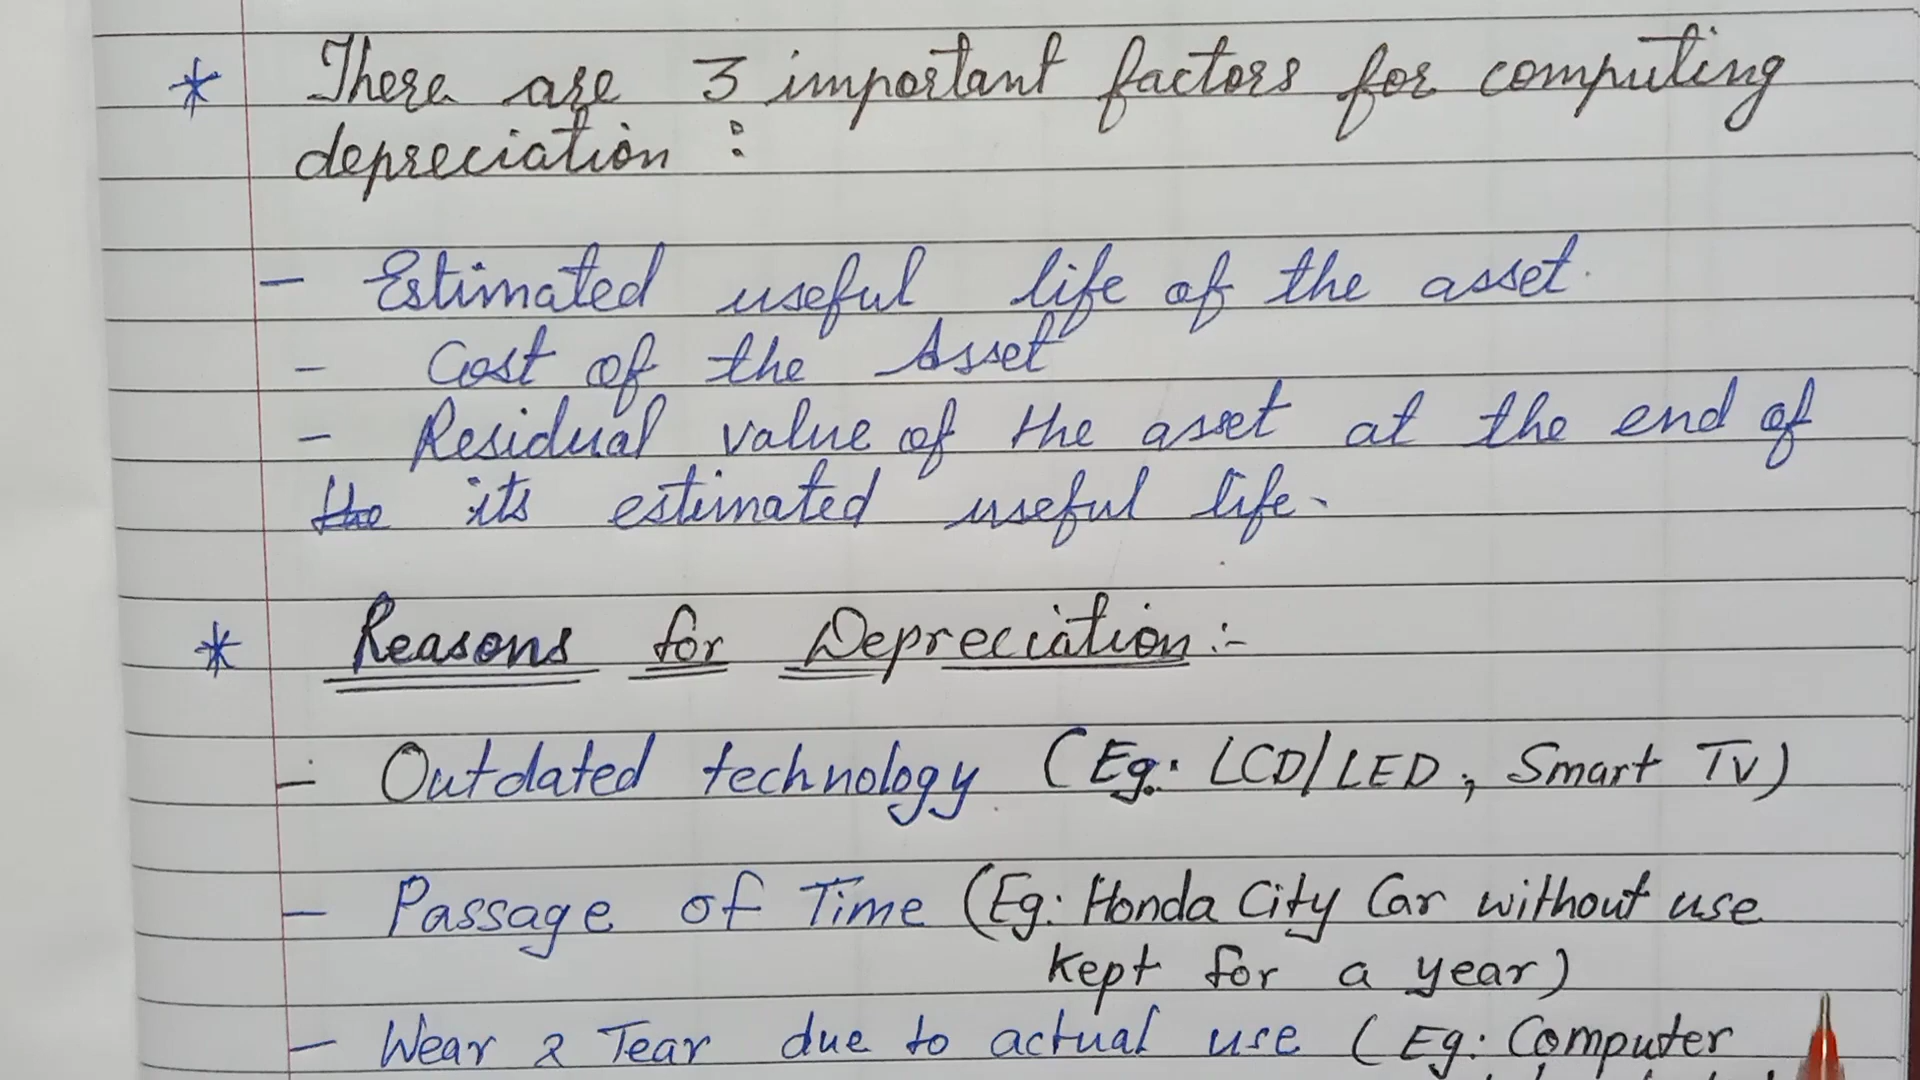 * There are 3 important factors for computing
depreciation :
- Estimated useful life of the asset.
- Cost of the Asset
- Residual value of the asset at the end of
the its estimated useful life.
* Reasons for Depreciation :-
- Outdated technology (Eg: LCD/LED, Smart TV)
- Passage of Time (Eg: Honda City Car without use
kept for a year)
- Wear & Tear due to actual use (Eg: Computer